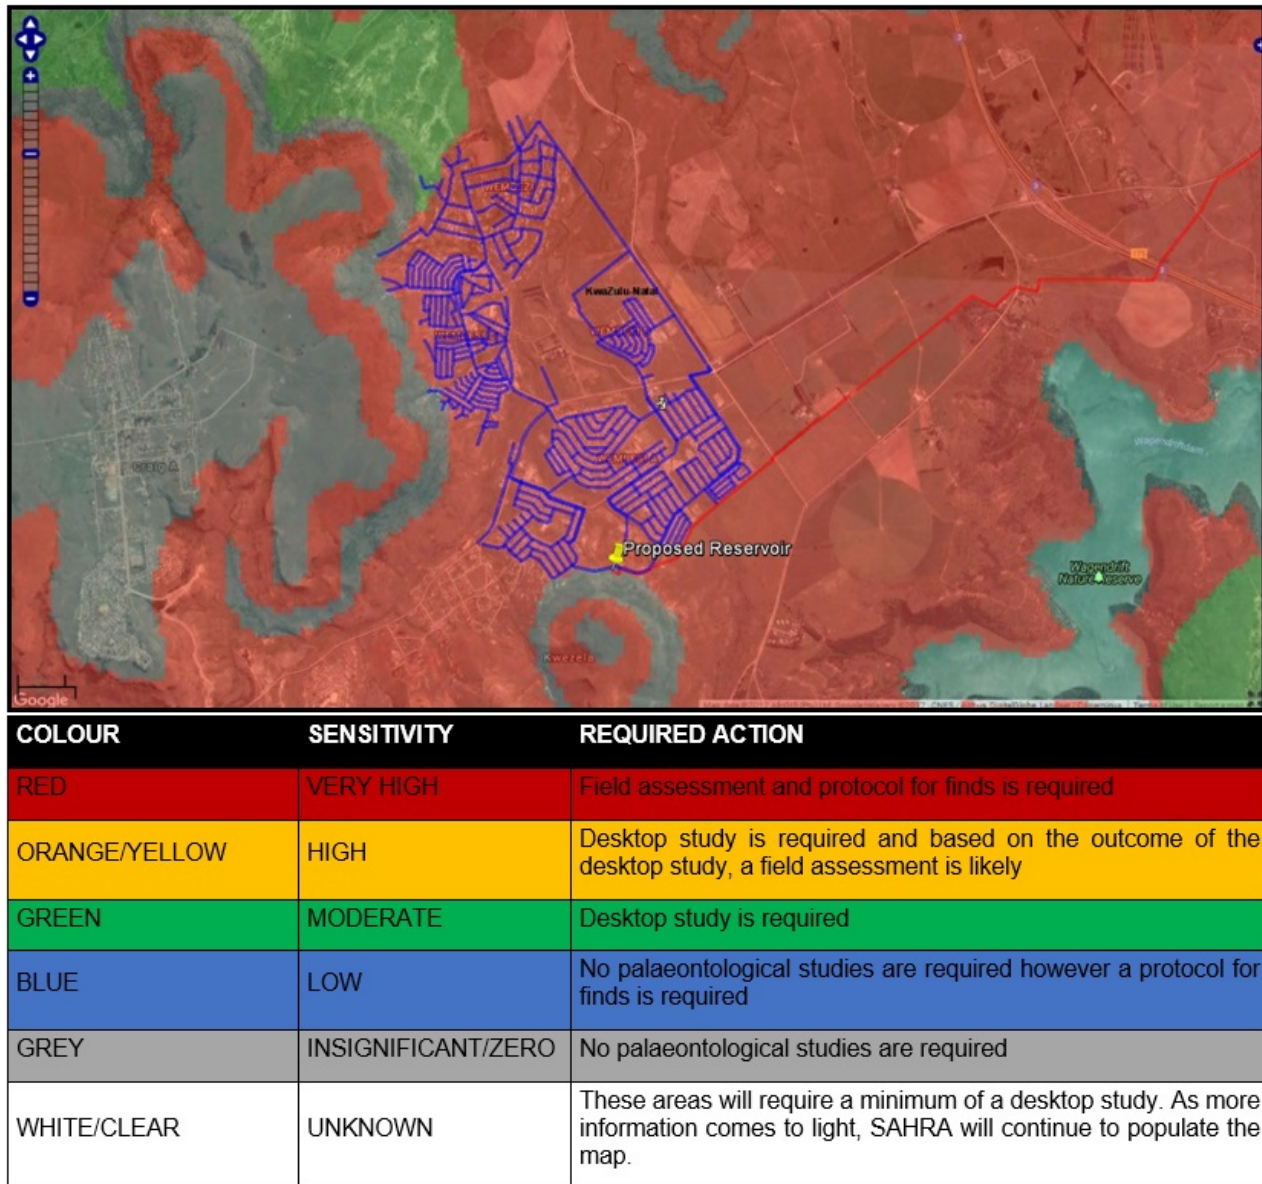 KwaZulu-Natal
Craig A
Proposed Reservoir
Wagendrift
Nature Reserve
Kwezela
Google
COLOUR SENSITIVITY REQUIRED ACTION
RED VERY HIGH Field assessment and protocol for finds is required
ORANGE/YELLOW HIGH Desktop study is required and based on the outcome of the
desktop study, a field assessment is likely
GREEN MODERATE Desktop study is required
BLUE LOW No palaeontological studies are required however a protocol for
finds is required
GREY INSIGNIFICANT/ZERO No palaeontological studies are required
WHITE/CLEAR UNKNOWN These areas will require a minimum of a desktop study. As more
information comes to light, SAHRA will continue to populate the
map.